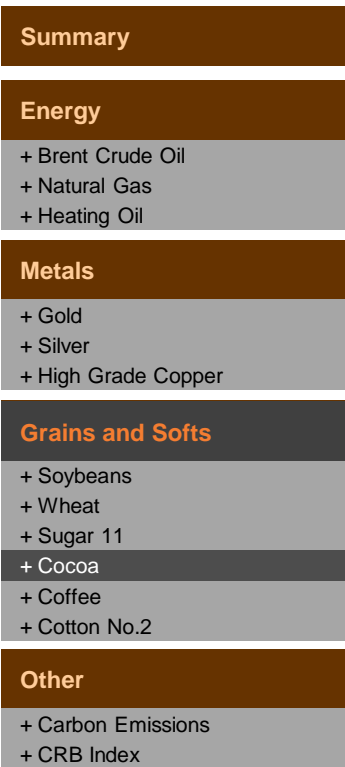 Summary
Energy
+ Brent Crude Oil
+ Natural Gas
+ Heating Oil
Metals
+ Gold
+ Silver
+ High Grade Copper
Grains and Softs
+ Soybeans
+ Wheat
+ Sugar 11
+ Cocoa
+ Coffee
+ Cotton No.2
Other
+ Carbon Emissions
+ CRB Index